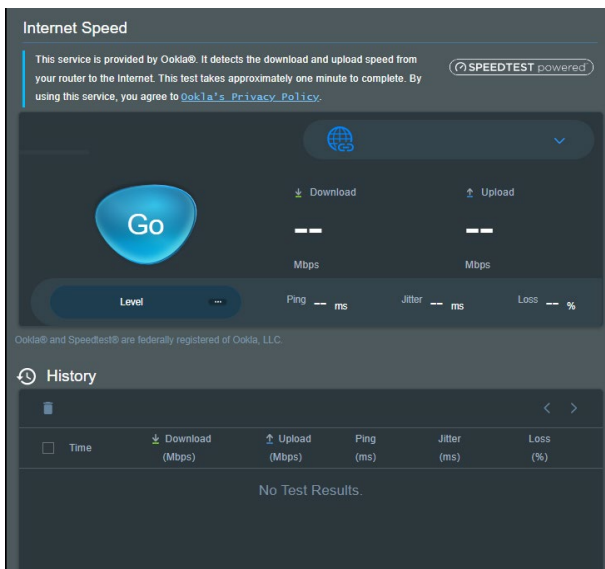 Internet Speed
This service is provided by Ookla®. It detects the download and upload speed from
your router to the Internet. This test takes approximately one minute to complete. By
using this service, you agree to Ookla's Privacy Policy.
SPEEDTEST powered
Go
Download
Upload
-- --
Mbps Mbps
Level ...
Ping -- ms Jitter -- ms Loss -- %
Ookla® and Speedtest® are federally registered of Ookla, LLC.
History
Time Download (Mbps) Upload (Mbps) Ping (ms) Jitter (ms) Loss (%)
No Test Results.